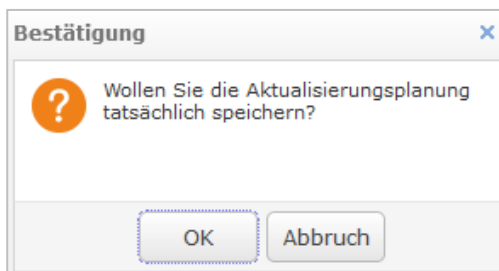 Bestätigung
Wollen Sie die Aktualisierungsplanung
tatsächlich speichern?
OK
Abbruch